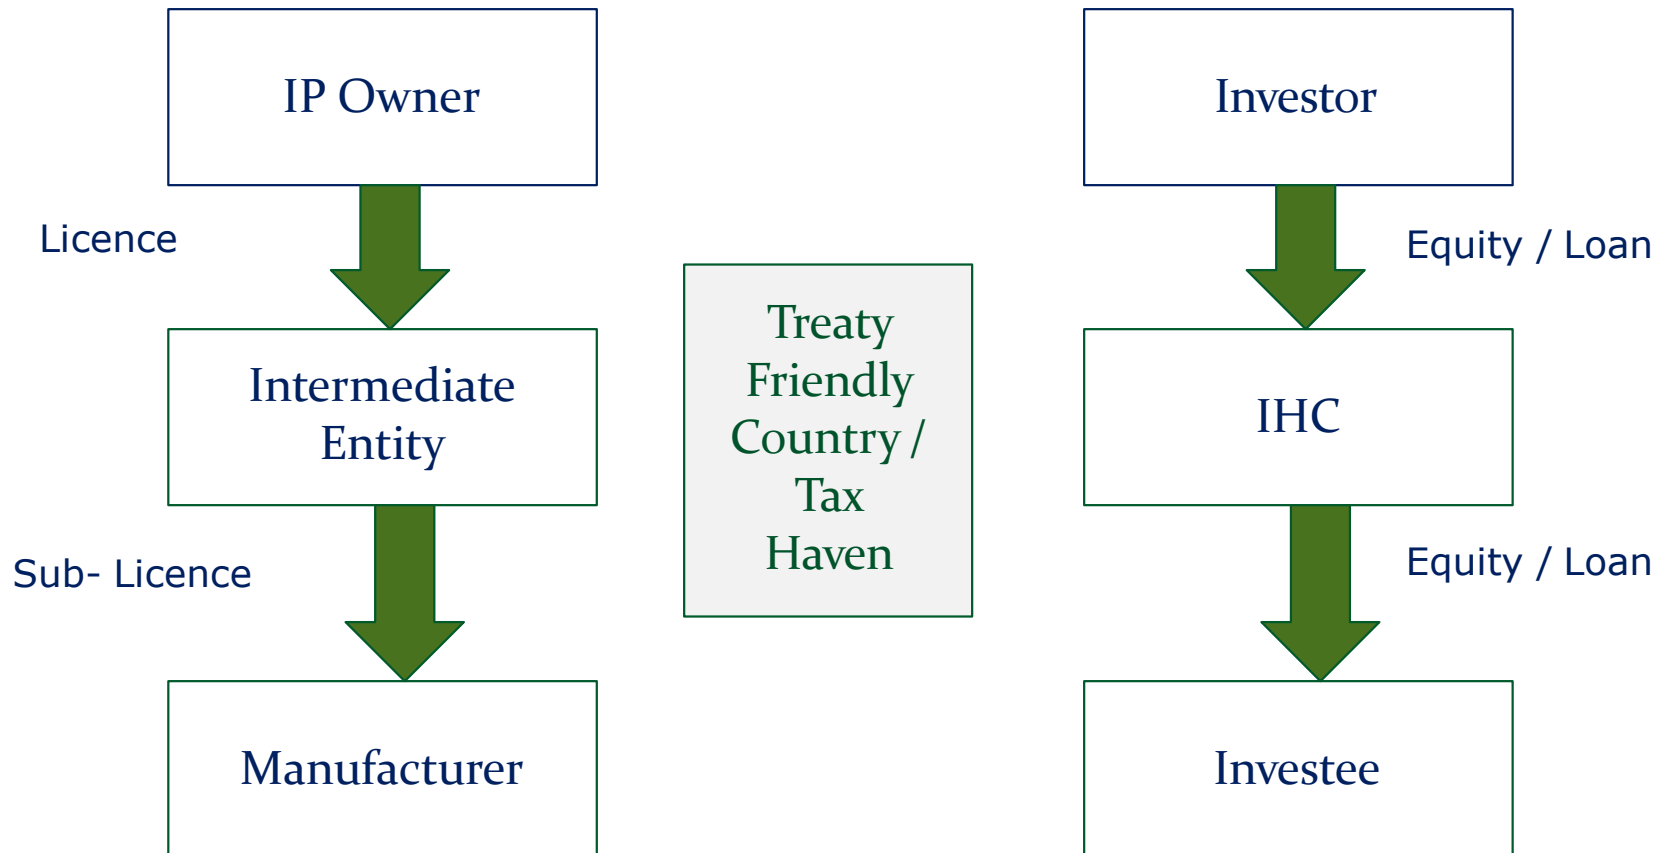 IP Owner
Investor
Licence
Equity / Loan
Treaty
Friendly
Country /
Tax
Haven
Intermediate
Entity
IHC
Sub- Licence
Equity / Loan
Manufacturer
Investee